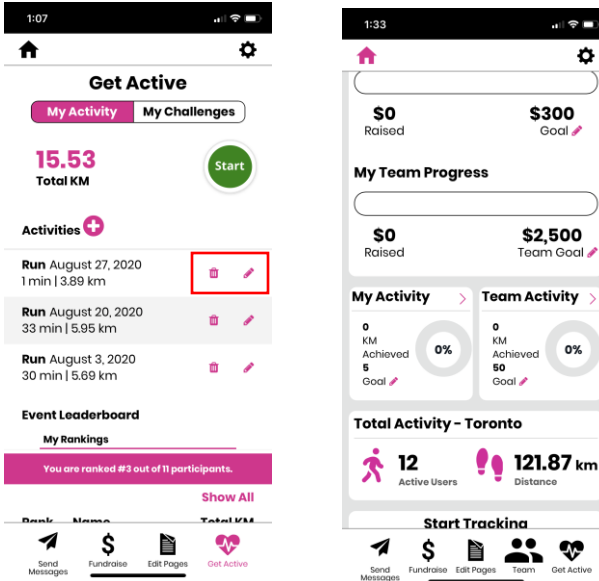 1:07
Get Active
My Activity My Challenges
15.53
Total KM
Start
Activities
Run August 27, 2020
1 min | 3.89 km
Run August 20, 2020
33 min | 5.95 km
Run August 3, 2020
30 min | 5.69 km
Event Leaderboard
My Rankings
You are ranked #3 out of 11 participants.
Show All
Rank Name Total KM
Send
Messages
Fundraise
Edit Pages
Get Active
1:33
$0
Raised
$300
Goal
My Team Progress
$0
Raised
$2,500
Team Goal
My Activity
0
KM
Achieved
5
Goal
0%
Team Activity
0
KM
Achieved
50
Goal
0%
Total Activity - Toronto
12
Active Users
121.87 km
Distance
Start Tracking
Send
Messages
Fundraise
Edit Pages
Team
Get Active